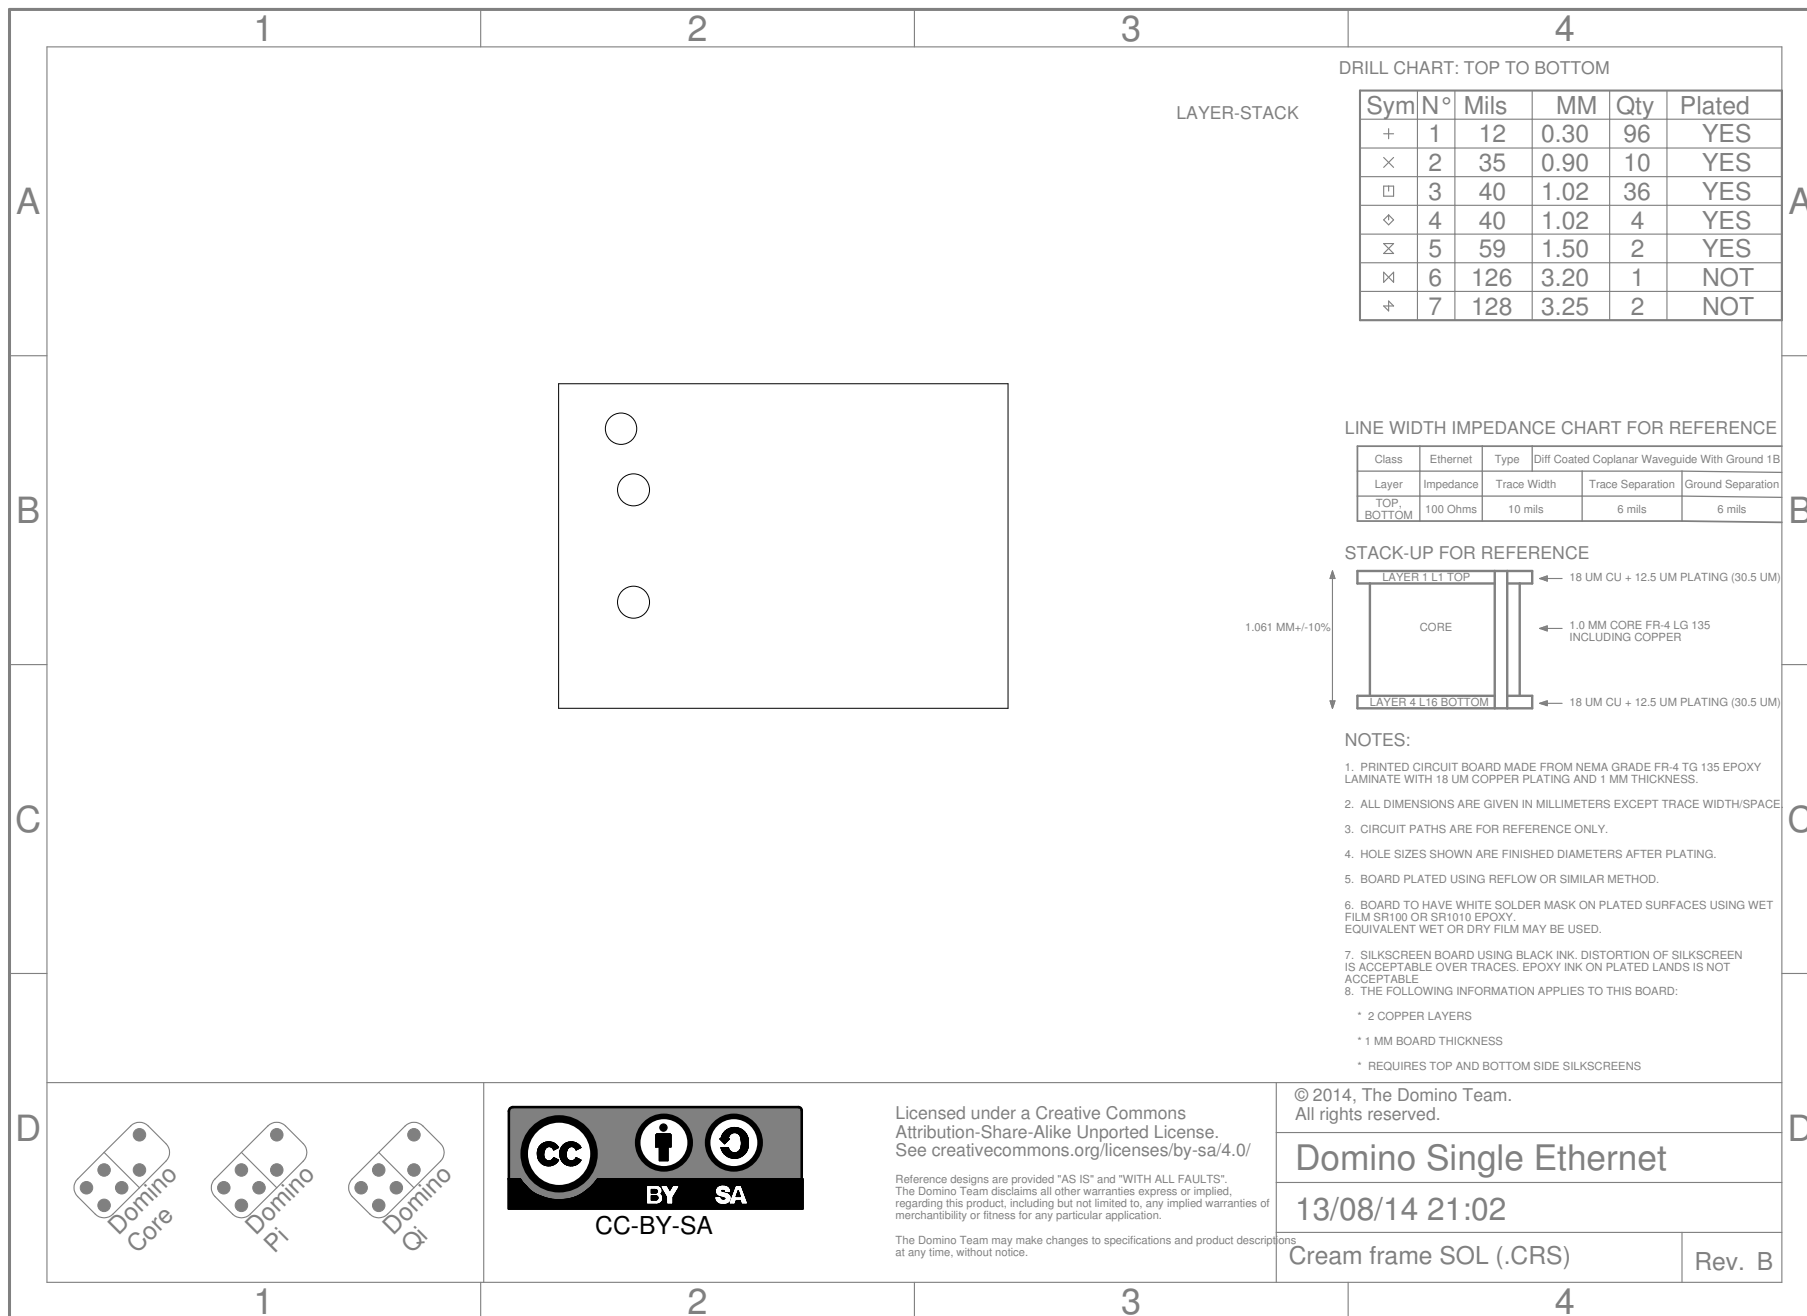 1 2 3 4
DRILL CHART: TOP TO BOTTOM
LAYER-STACK
Sym N° Mils MM Qty Plated
+ 1 12 0.30 96 YES
× 2 35 0.90 10 YES
3 40 1.02 36 YES
4 40 1.02 4 YES
5 59 1.50 2 YES
6 126 3.20 1 NOT
7 128 3.25 2 NOT
A A
LINE WIDTH IMPEDANCE CHART FOR REFERENCE
Class Ethernet Type Diff Coated Coplanar Waveguide With Ground 1B
Layer Impedance Trace Width Trace Separation Ground Separation
TOP,
BOTTOM 100 Ohms 10 mils 6 mils 6 mils
B B
STACK-UP FOR REFERENCE
LAYER 1 L1 TOP 18 UM CU + 12.5 UM PLATING (30.5 UM)
1.061 MM+/-10% CORE 1.0 MM CORE FR-4 LG 135
INCLUDING COPPER
LAYER 4 L16 BOTTOM 18 UM CU + 12.5 UM PLATING (30.5 UM)
NOTES:
1. PRINTED CIRCUIT BOARD MADE FROM NEMA GRADE FR-4 TG 135 EPOXY
LAMINATE WITH 18 UM COPPER PLATING AND 1 MM THICKNESS.
2. ALL DIMENSIONS ARE GIVEN IN MILLIMETERS EXCEPT TRACE WIDTH/SPACE
C C
3. CIRCUIT PATHS ARE FOR REFERENCE ONLY.
4. HOLE SIZES SHOWN ARE FINISHED DIAMETERS AFTER PLATING.
5. BOARD PLATED USING REFLOW OR SIMILAR METHOD.
6. BOARD TO HAVE WHITE SOLDER MASK ON PLATED SURFACES USING WET
FILM SR100 OR SR1010 EPOXY.
EQUIVALENT WET OR DRY FILM MAY BE USED.
7. SILKSCREEN BOARD USING BLACK INK. DISTORTION OF SILKSCREEN
IS ACCEPTABLE OVER TRACES. EPOXY INK ON PLATED LANDS IS NOT
ACCEPTABLE
8. THE FOLLOWING INFORMATION APPLIES TO THIS BOARD:
* 2 COPPER LAYERS
* 1 MM BOARD THICKNESS
* REQUIRES TOP AND BOTTOM SIDE SILKSCREENS
D D
Domino
Core
Domino
Pi
Domino
Qi
cc
BY SA
CC-BY-SA
Licensed under a Creative Commons
Attribution-Share-Alike Unported License.
See creativecommons.org/licenses/by-sa/4.0/
Reference designs are provided "AS IS" and "WITH ALL FAULTS".
The Domino Team disclaims all other warranties express or implied,
regarding this product, including but not limited to, any implied warranties of
merchantibility or fitness for any particular application.
The Domino Team may make changes to specifications and product descriptions
at any time, without notice.
© 2014, The Domino Team.
All rights reserved.
Domino Single Ethernet
13/08/14 21:02
Cream frame SOL (.CRS) Rev. B
1 2 3 4